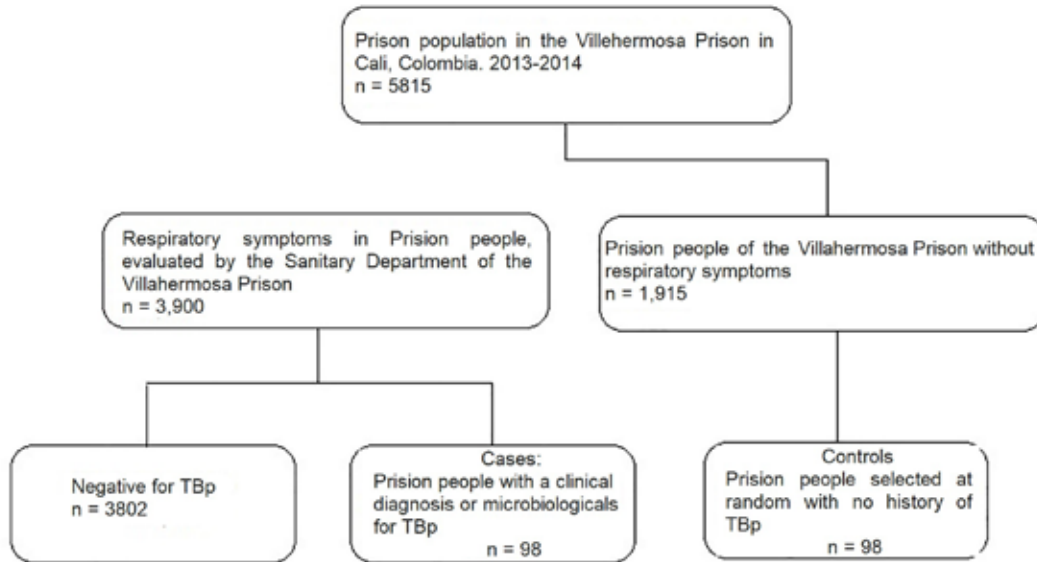 Prison population in the Villehermosa Prison in
Cali, Colombia. 2013-2014
n = 5815
Respiratory symptoms in Prision people,
evaluated by the Sanitary Department of the
Villahermosa Prison
n = 3,900
Prision people of the Villahermosa Prison without
respiratory symptoms
n = 1,915
Negative for TBp
n = 3802
Cases:
Prision people with a clinical
diagnosis or microbiologicals
for TBp
n = 98
Controls
Prision people selected at
random with no history of
TBp
n = 98